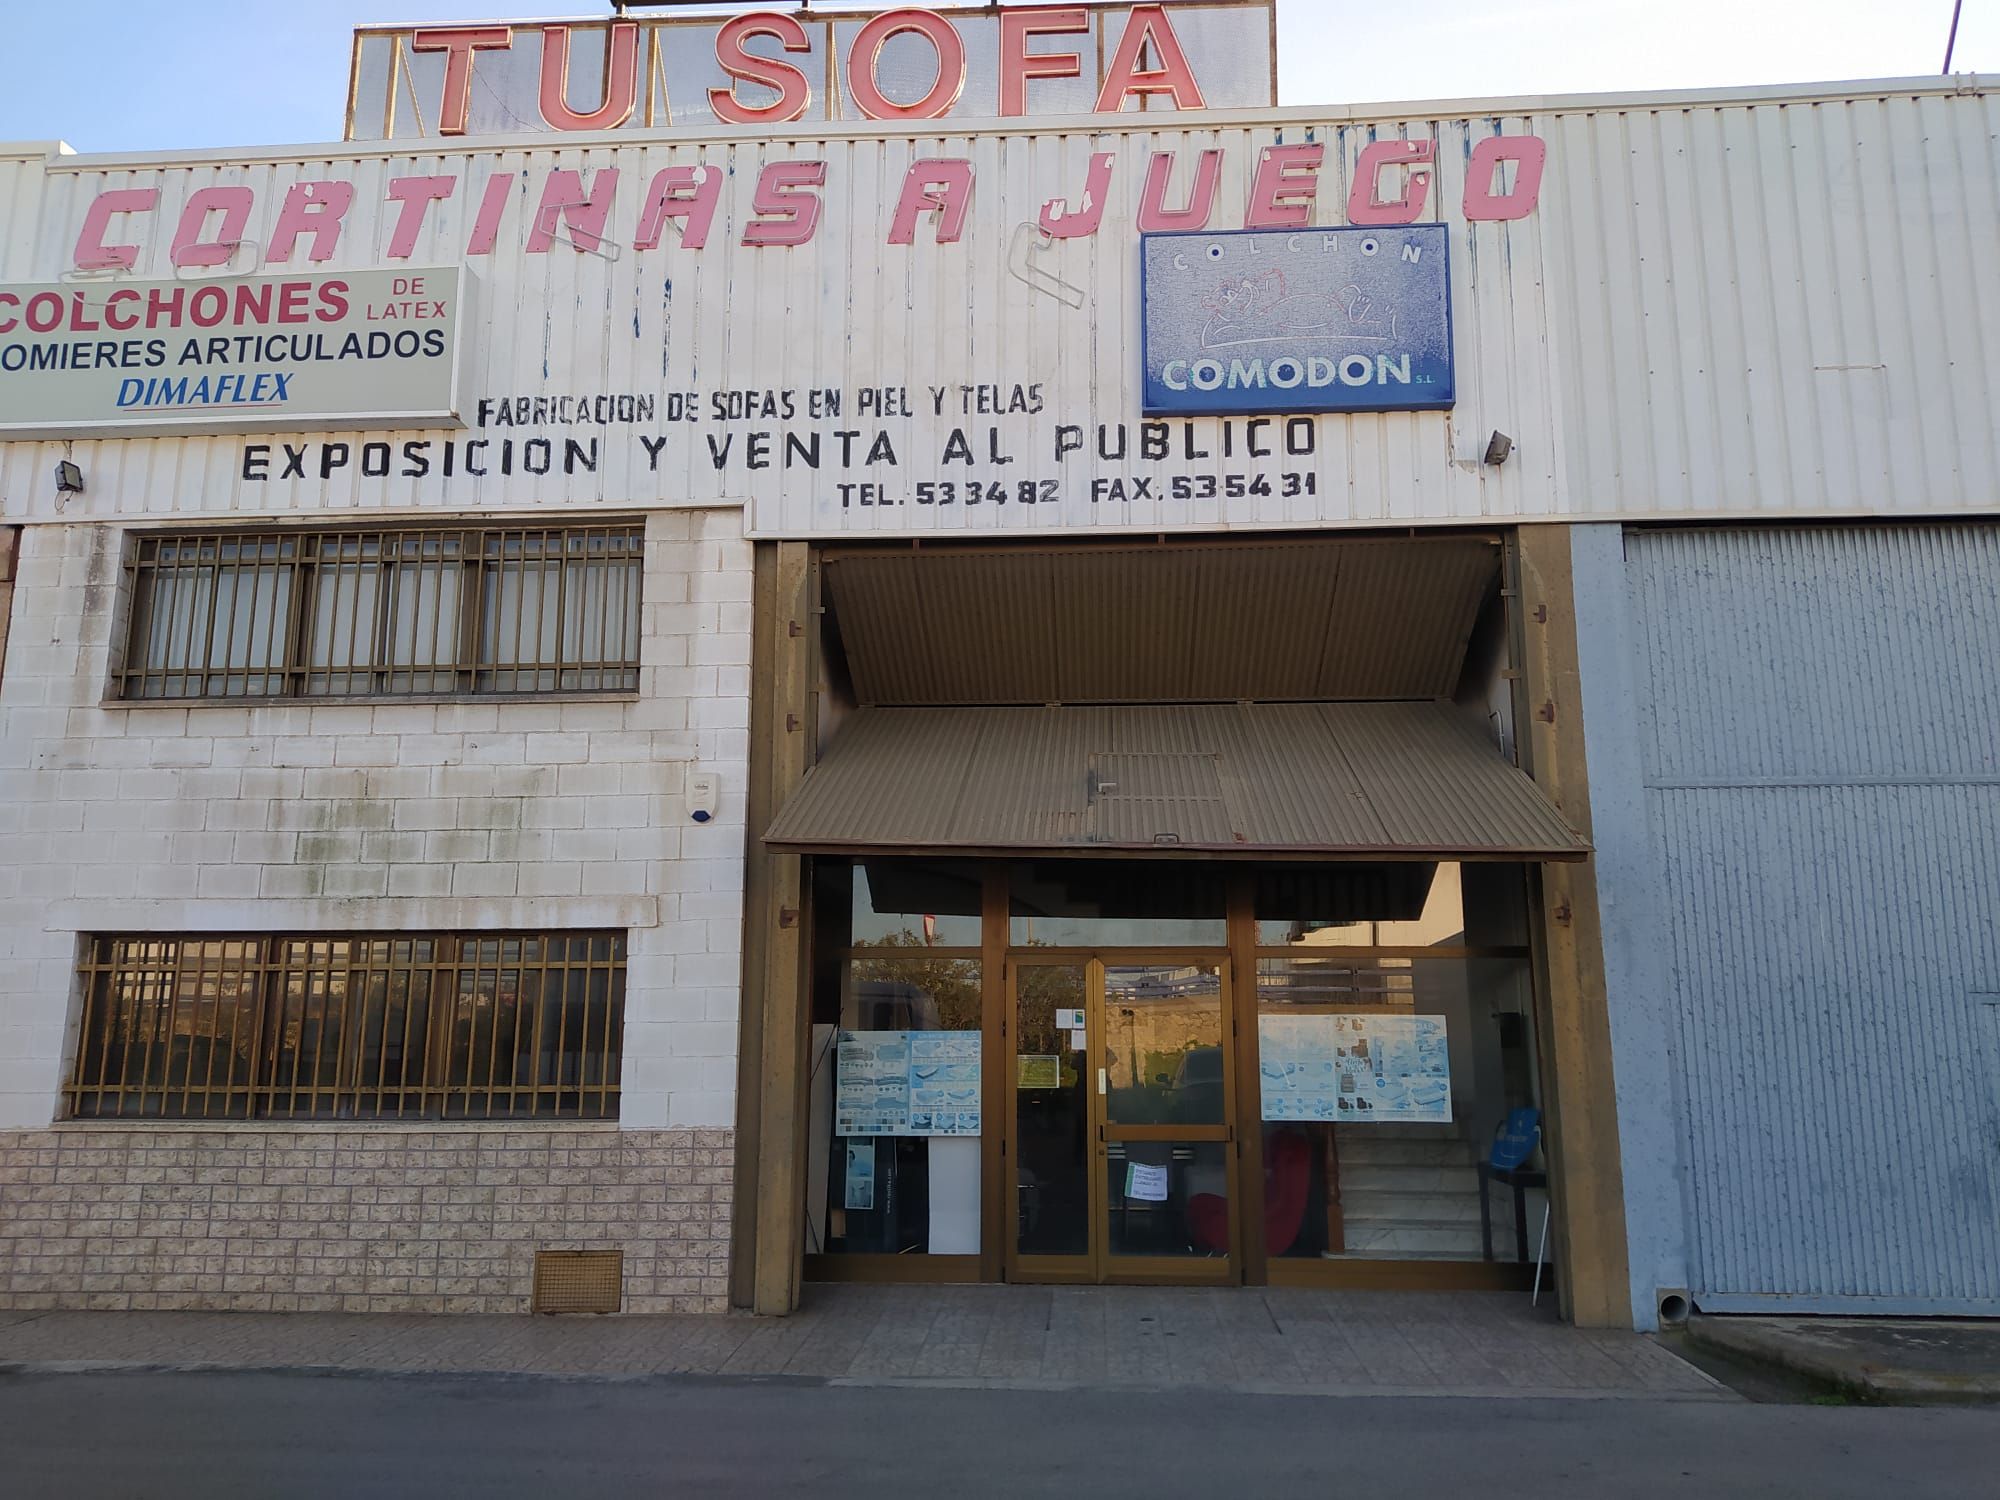 TU SOFA
CORTINAS A JUEGO
COLCHONES DE LATEX
OMIERES ARTICULADOS
DIMAFLEX
COLCHON
COMODON S.L.
FABRICACION DE SOFAS EN PIEL Y TELAS
EXPOSICION Y VENTA AL PUBLICO
TEL. 53 34 82 FAX. 53 54 31